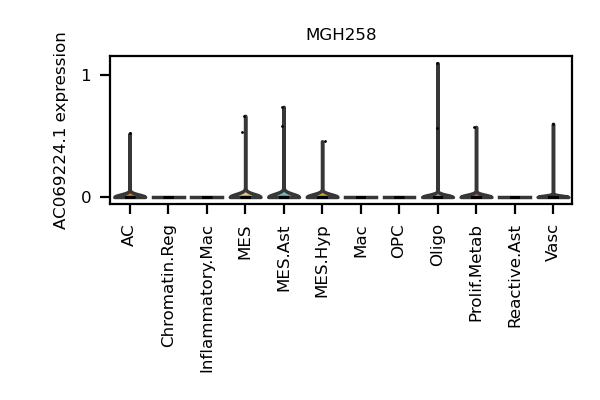 MGH258
AC069224.1 expression
1
0
AC
Chromatin.Reg
Inflammatory.Mac
MES
MES.Ast
MES.Hyp
Mac
OPC
Oligo
Prolif.Metab
Reactive.Ast
Vasc